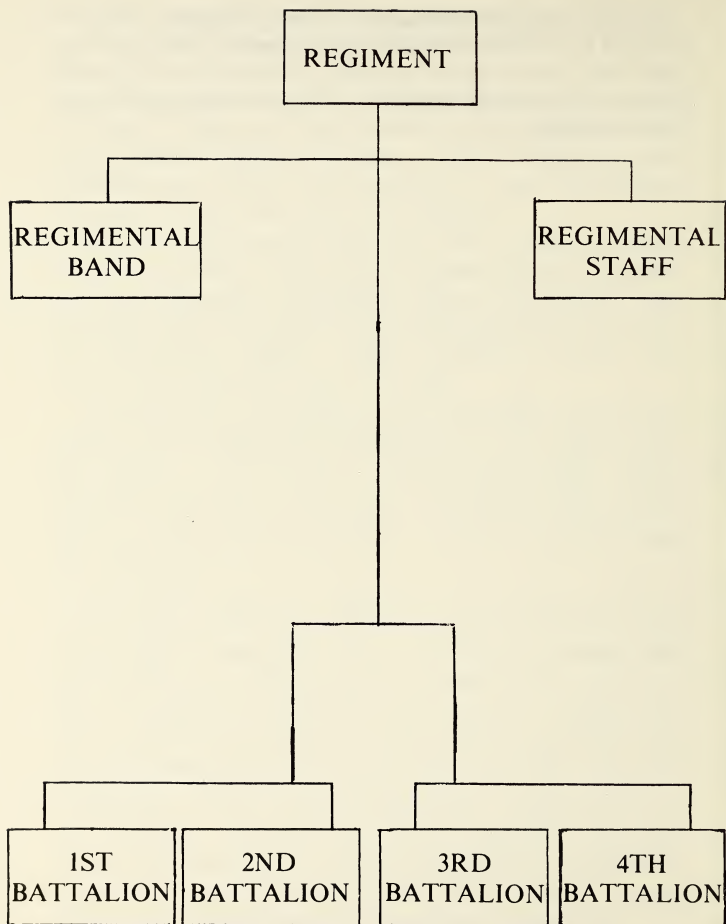 REGIMENT
REGIMENTAL
BAND
REGIMENTAL
STAFF
1ST
BATTALION
2ND
BATTALION
3RD
BATTALION
4TH
BATTALION